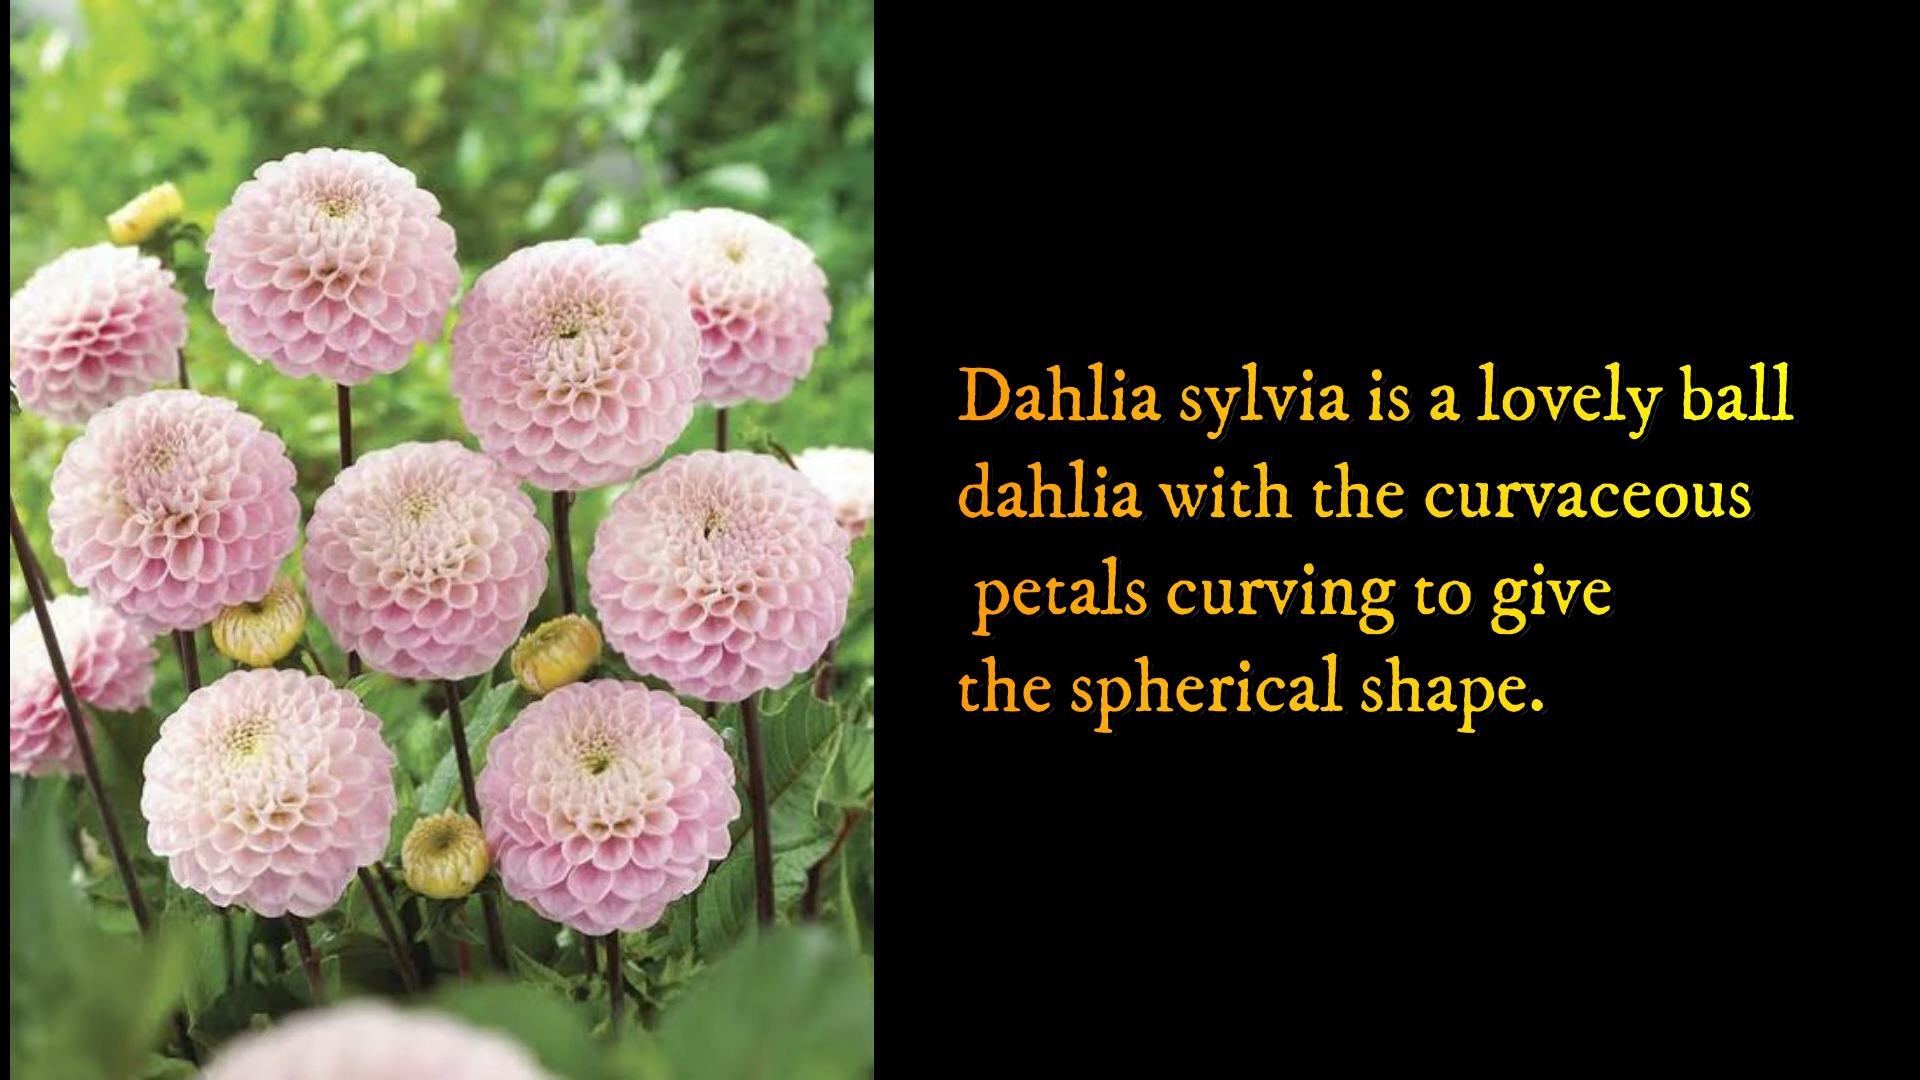 Dahlia sylvia is a lovely ball
dahlia with the curvaceous
petals curving to give
the spherical shape.